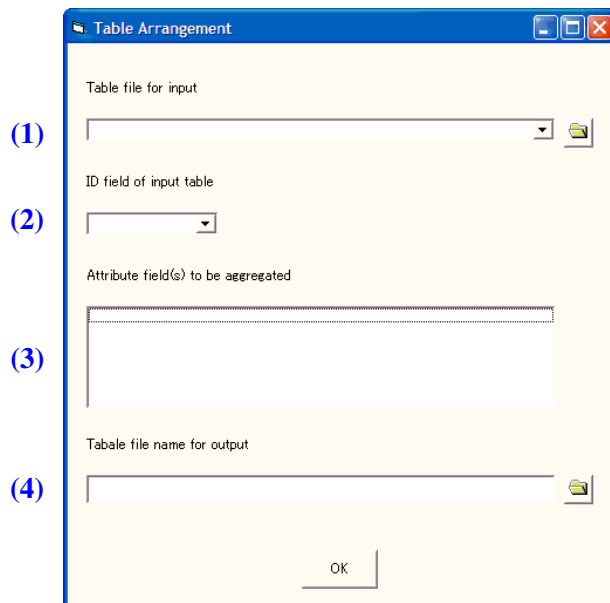 Table Arrangement
Table file for input
(1)
ID field of input table
(2)
Attribute field(s) to be aggregated
(3)
Tabale file name for output
(4)
OK